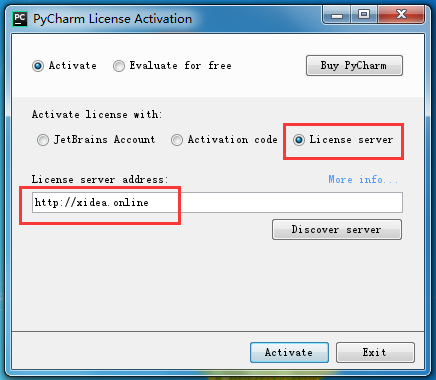 PC
PyCharm License Activation
Activate Evaluate for free Buy PyCharm
Activate license with:
JetBrains Account Activation code License server
License server address: More info...
http://xidea.online
Discover server
Activate Exit